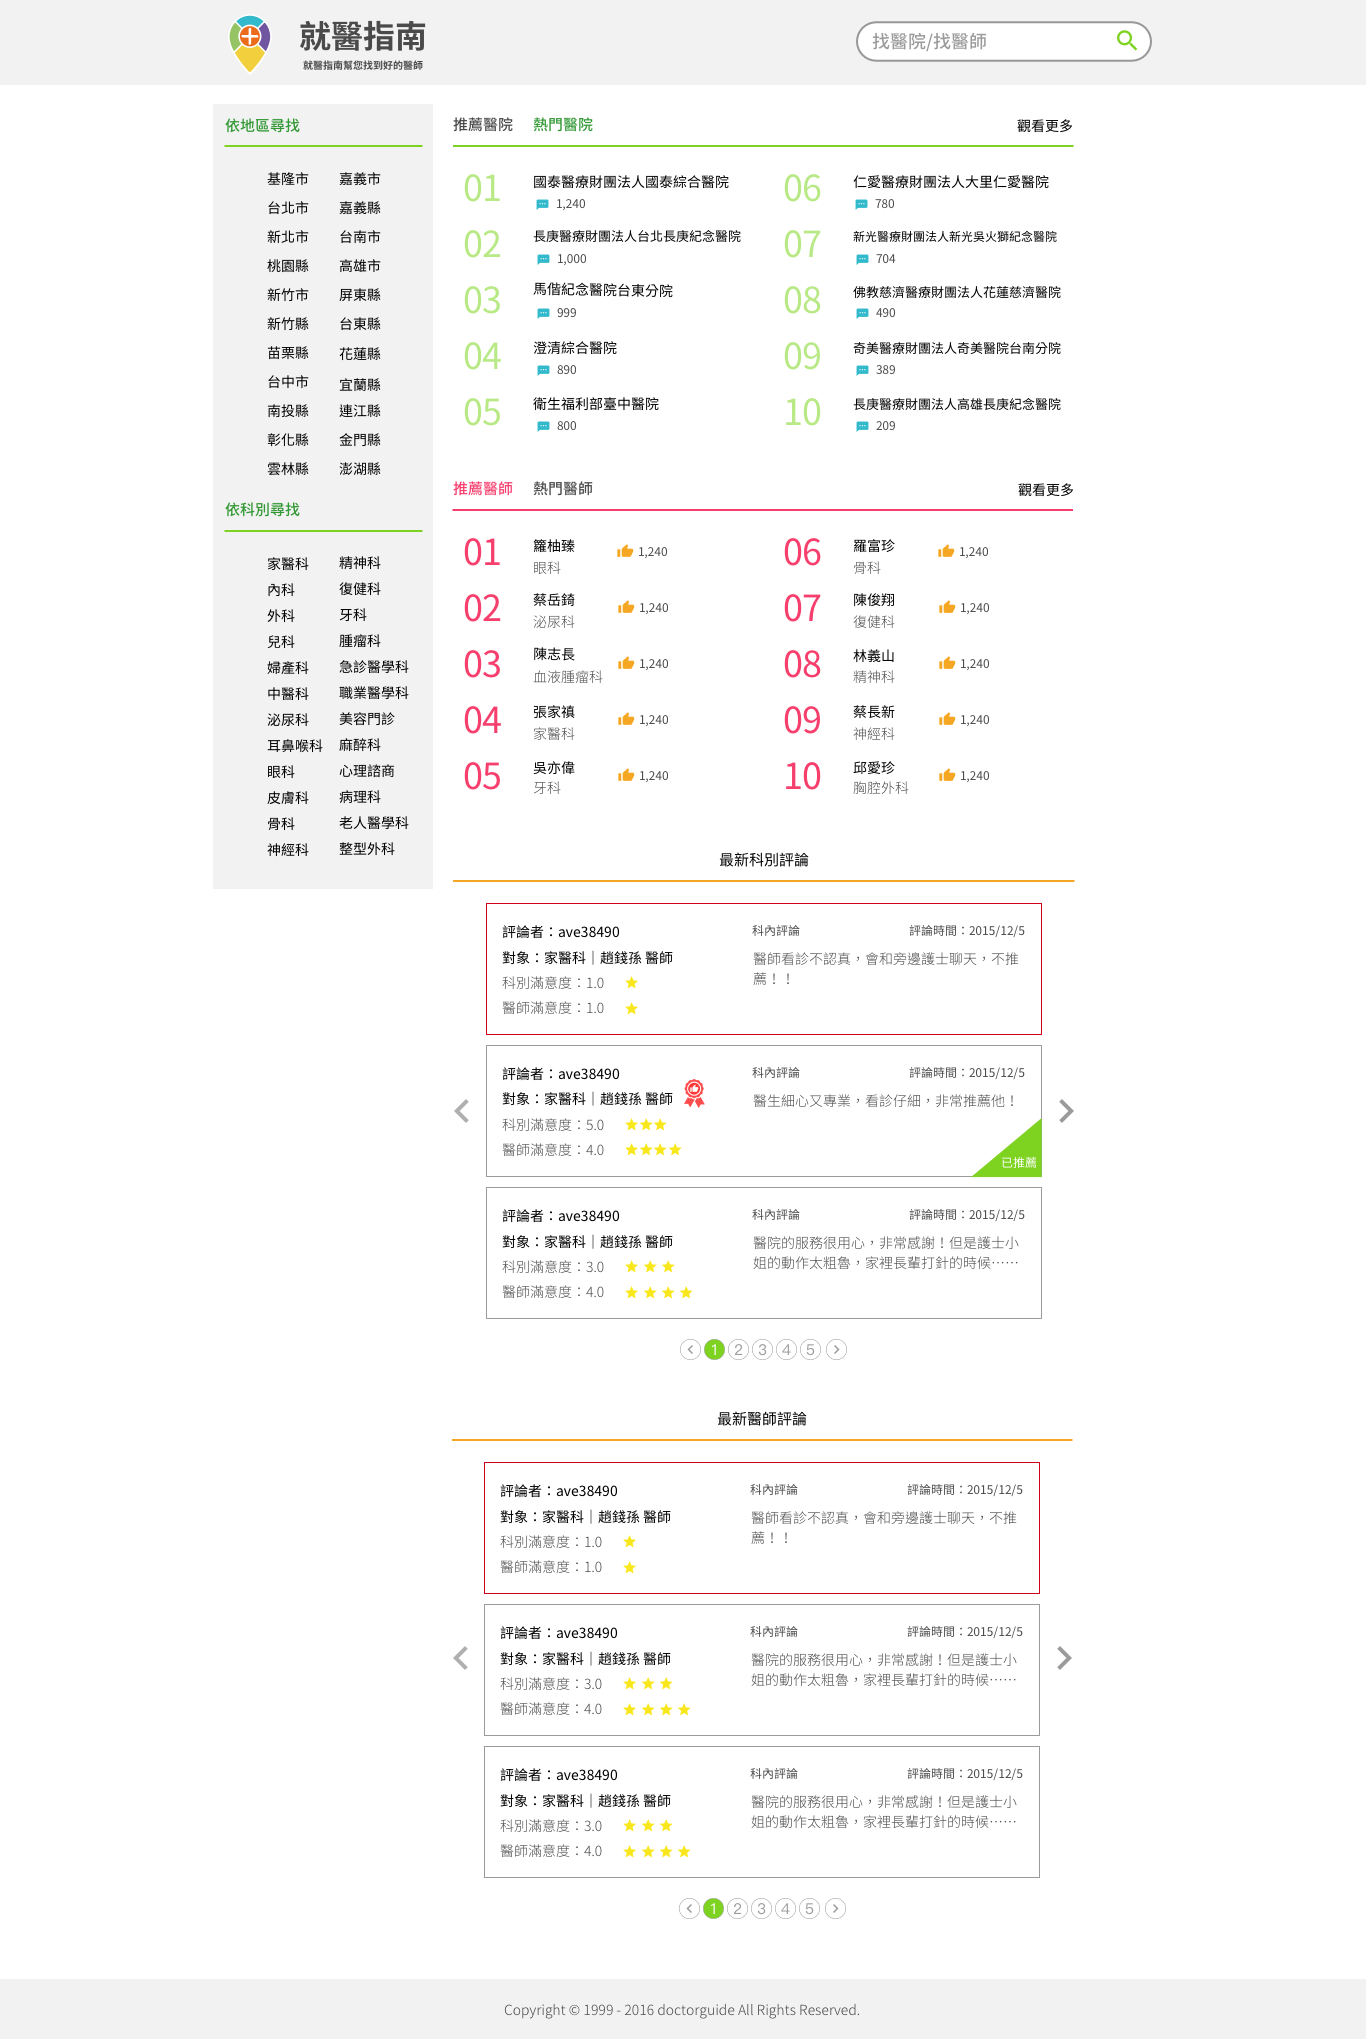 就醫指南
就醫指南幫您找到好的醫師
找醫院/找醫師
依地區尋找
基隆市 嘉義市
台北市 嘉義縣
新北市 台南市
桃園縣 高雄市
新竹市 屏東縣
新竹縣 台東縣
苗栗縣 花蓮縣
台中市 宜蘭縣
南投縣 連江縣
彰化縣 金門縣
雲林縣 澎湖縣
依科別尋找
家醫科 精神科
內科 復健科
外科 牙科
兒科 腫瘤科
婦產科 急診醫學科
中醫科 職業醫學科
泌尿科 美容門診
耳鼻喉科 麻醉科
眼科 心理諮商
皮膚科 病理科
骨科 老人醫學科
神經科 整型外科
推薦醫院 熱門醫院 觀看更多
01 國泰醫療財團法人國泰綜合醫院
1,240
02 長庚醫療財團法人台北長庚紀念醫院
1,000
03 馬偕紀念醫院台東分院
999
04 澄清綜合醫院
890
05 衛生福利部臺中醫院
800
06 仁愛醫療財團法人大里仁愛醫院
780
07 新光醫療財團法人新光吳火獅紀念醫院
704
08 佛教慈濟醫療財團法人花蓮慈濟醫院
490
09 奇美醫療財團法人奇美醫院台南分院
389
10 長庚醫療財團法人高雄長庚紀念醫院
209
推薦醫師 熱門醫師 觀看更多
01 籮柚臻 1,240
眼科
02 蔡岳錡 1,240
泌尿科
03 陳志長 1,240
血液腫瘤科
04 張家禛 1,240
家醫科
05 吳亦偉 1,240
牙科
06 羅富珍 1,240
骨科
07 陳俊翔 1,240
復健科
08 林義山 1,240
精神科
09 蔡長新 1,240
神經科
10 邱愛珍 1,240
胸腔外科
最新科別評論
評論者：ave38490
對象：家醫科｜趙錢孫 醫師
科別滿意度：1.0
醫師滿意度：1.0
科內評論 評論時間：2015/12/5
醫師看診不認真，會和旁邊護士聊天，不推
薦！！
評論者：ave38490
對象：家醫科｜趙錢孫 醫師
科別滿意度：5.0
醫師滿意度：4.0
科內評論 評論時間：2015/12/5
醫生細心又專業，看診仔細，非常推薦他！
已推薦
評論者：ave38490
對象：家醫科｜趙錢孫 醫師
科別滿意度：3.0
醫師滿意度：4.0
科內評論 評論時間：2015/12/5
醫院的服務很用心，非常感謝！但是護士小
姐的動作太粗魯，家裡長輩打針的時候⋯⋯
1 2 3 4 5
最新醫師評論
評論者：ave38490
對象：家醫科｜趙錢孫 醫師
科別滿意度：1.0
醫師滿意度：1.0
科內評論 評論時間：2015/12/5
醫師看診不認真，會和旁邊護士聊天，不推
薦！！
評論者：ave38490
對象：家醫科｜趙錢孫 醫師
科別滿意度：3.0
醫師滿意度：4.0
科內評論 評論時間：2015/12/5
醫院的服務很用心，非常感謝！但是護士小
姐的動作太粗魯，家裡長輩打針的時候⋯⋯
評論者：ave38490
對象：家醫科｜趙錢孫 醫師
科別滿意度：3.0
醫師滿意度：4.0
科內評論 評論時間：2015/12/5
醫院的服務很用心，非常感謝！但是護士小
姐的動作太粗魯，家裡長輩打針的時候⋯⋯
1 2 3 4 5
Copyright © 1999 - 2016 doctorguide All Rights Reserved.